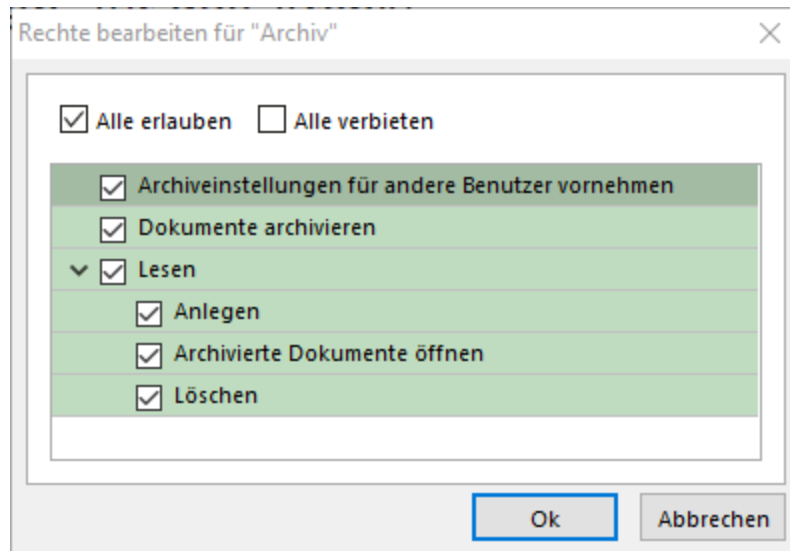 Rechte bearbeiten für "Archiv"
Alle erlauben Alle verbieten
Archiveinstellungen für andere Benutzer vornehmen
Dokumente archivieren
Lesen
Anlegen
Archivierte Dokumente öffnen
Löschen
Ok Abbrechen